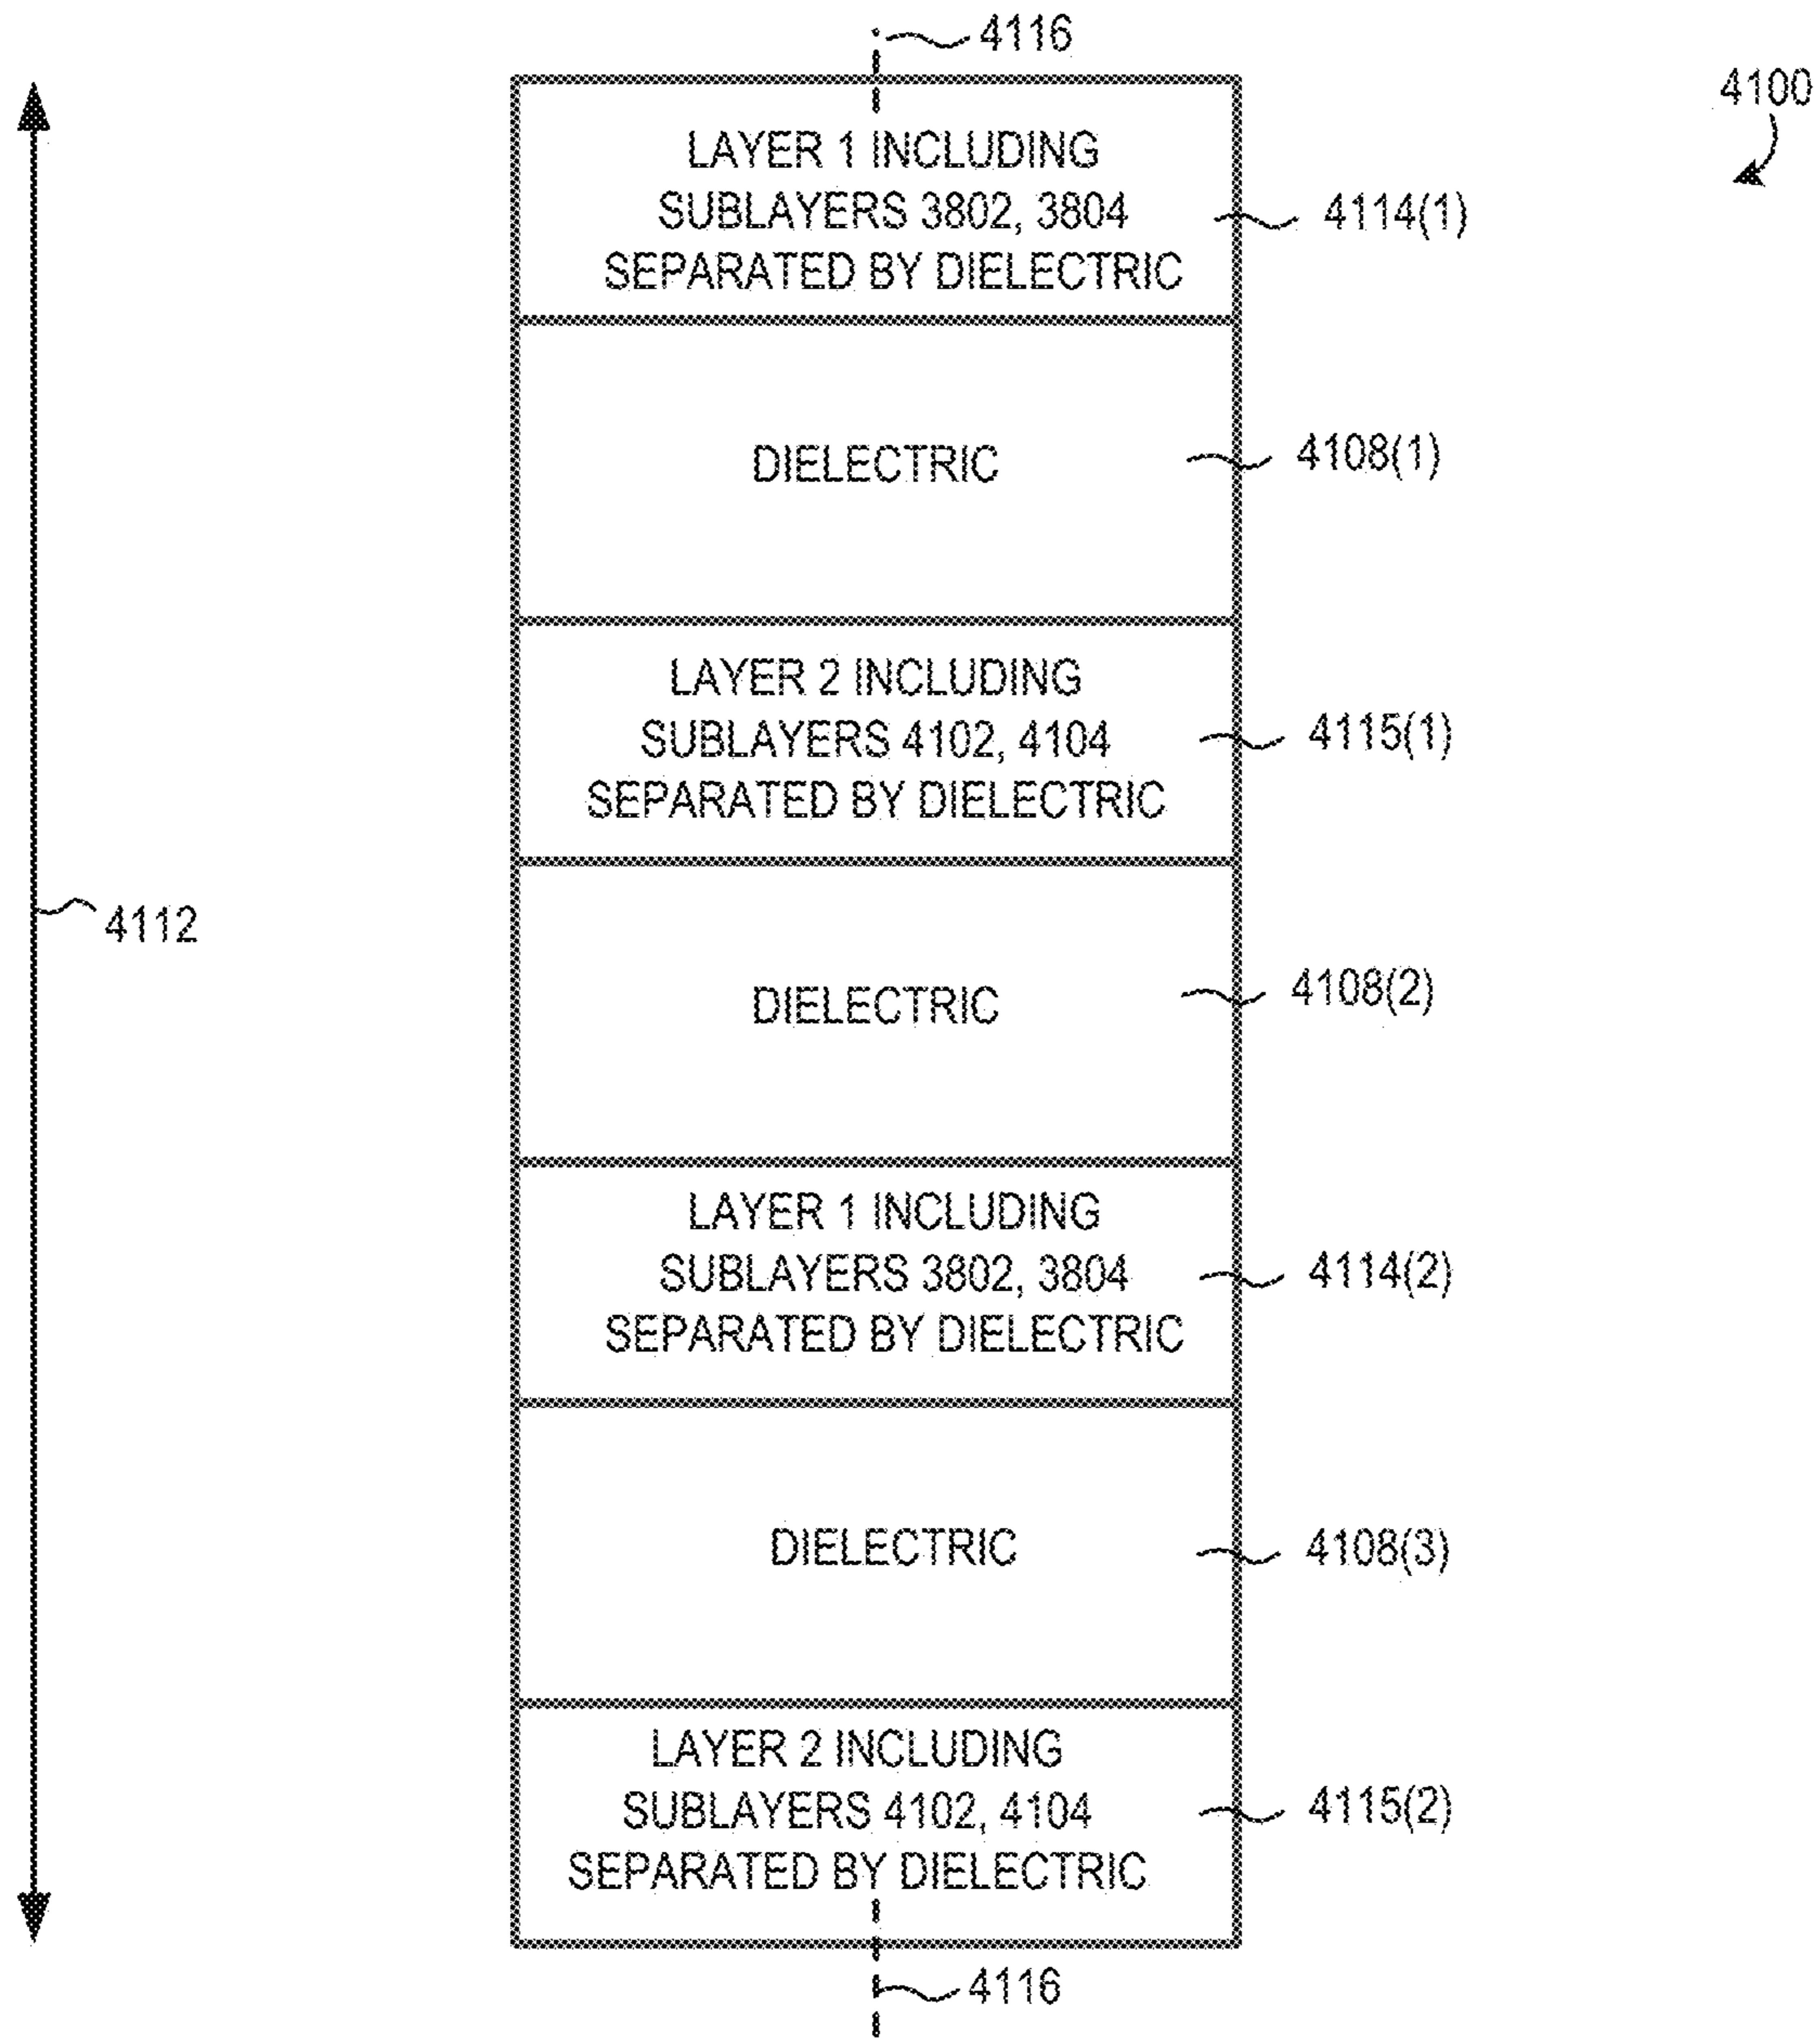 4116
4100
LAYER 1 INCLUDING
SUBLAYERS 3802, 3804
SEPARATED BY DIELECTRIC
4114(1)
DIELECTRIC
4108(1)
LAYER 2 INCLUDING
SUBLAYERS 4102, 4104
SEPARATED BY DIELECTRIC
4115(1)
4112
DIELECTRIC
4108(2)
LAYER 1 INCLUDING
SUBLAYERS 3802, 3804
SEPARATED BY DIELECTRIC
4114(2)
DIELECTRIC
4108(3)
LAYER 2 INCLUDING
SUBLAYERS 4102, 4104
SEPARATED BY DIELECTRIC
4115(2)
4116